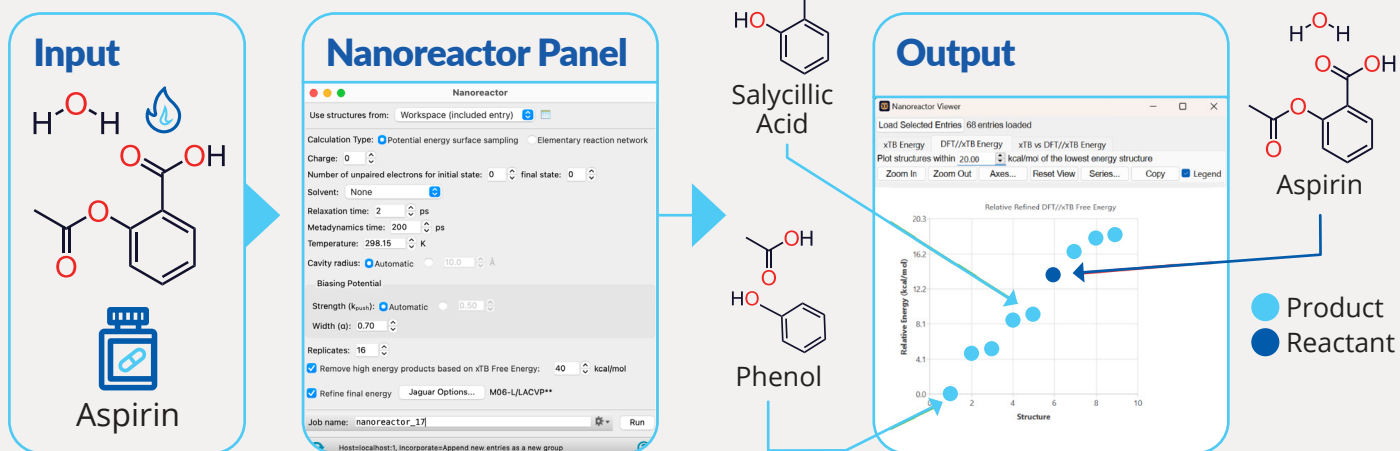 Input
H O H
O OH
O
O
Aspirin
Nanoreactor Panel
Nanoreactor
Use structures from: Workspace (included entry)
Calculation Type: Potential energy surface sampling Elementary reaction network
Charge: 0
Number of unpaired electrons for initial state: 0 final state: 0
Solvent: None
Relaxation time: 2 ps
Metadynamics time: 200 ps
Temperature: 298.15 K
Cavity radius: Automatic 10.0 Å
Biasing Potential
Strength (kpush): Automatic 0.50
Width (α): 0.70
Replicates: 16
Remove high energy products based on xTB Free Energy: 40 kcal/mol
Refine final energy Jaguar Options... M06-L/LACVP**
Job name: nanoreactor_17 Run
Host=localhost:1, Incorporate=Append new entries as a new group
HO
Salycillic
Acid
OH
O
HO
Phenol
Output
Nanoreactor Viewer
Load Selected Entries 68 entries loaded
xTB Energy DFT//xTB Energy xTB vs DFT//xTB Energy
Plot structures within 20.00 kcal/mol of the lowest energy structure
Zoom In Zoom Out Axes... Reset View Series... Copy Legend
Relative Refined DFT//xTB Free Energy
Relative Energy (kcal/mol)
20.3
16.2
12.2
8.1
4.1
0.0
0 2 4 6 8 10
Structure
H O H
O OH
O
O
Aspirin
Product
Reactant